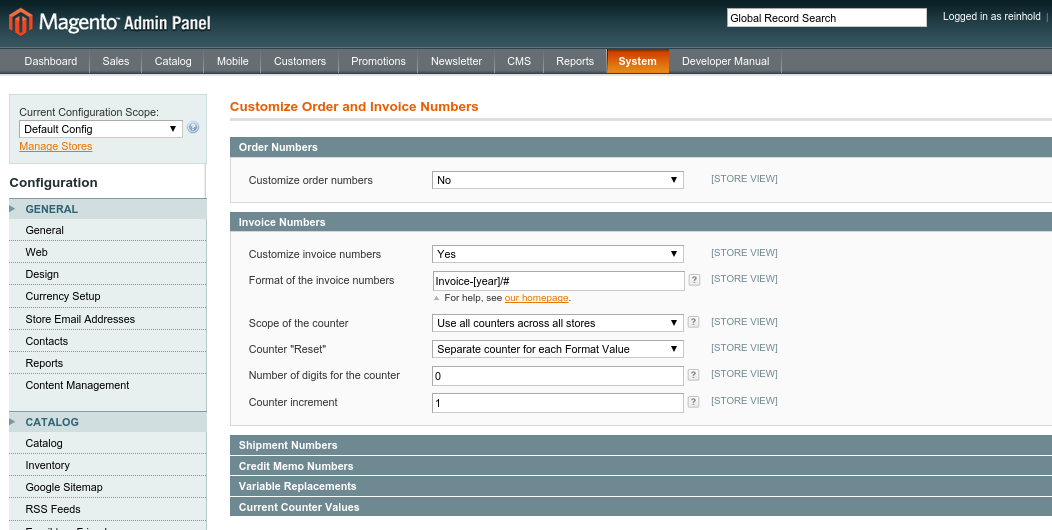 Magento Admin Panel
Global Record Search
Logged in as reinhold |
Dashboard Sales Catalog Mobile Customers Promotions Newsletter CMS Reports System Developer Manual
Current Configuration Scope:
Default Config
Manage Stores
Configuration
GENERAL
General
Web
Design
Currency Setup
Store Email Addresses
Contacts
Reports
Content Management
CATALOG
Catalog
Inventory
Google Sitemap
RSS Feeds
Customize Order and Invoice Numbers
Order Numbers
Customize order numbers No [STORE VIEW]
Invoice Numbers
Customize invoice numbers Yes [STORE VIEW]
Format of the invoice numbers Invoice-[year]/# ? [STORE VIEW]
For help, see our homepage.
Scope of the counter Use all counters across all stores ? [STORE VIEW]
Counter "Reset" Separate counter for each Format Value ? [STORE VIEW]
Number of digits for the counter 0 ? [STORE VIEW]
Counter increment 1 ? [STORE VIEW]
Shipment Numbers
Credit Memo Numbers
Variable Replacements
Current Counter Values